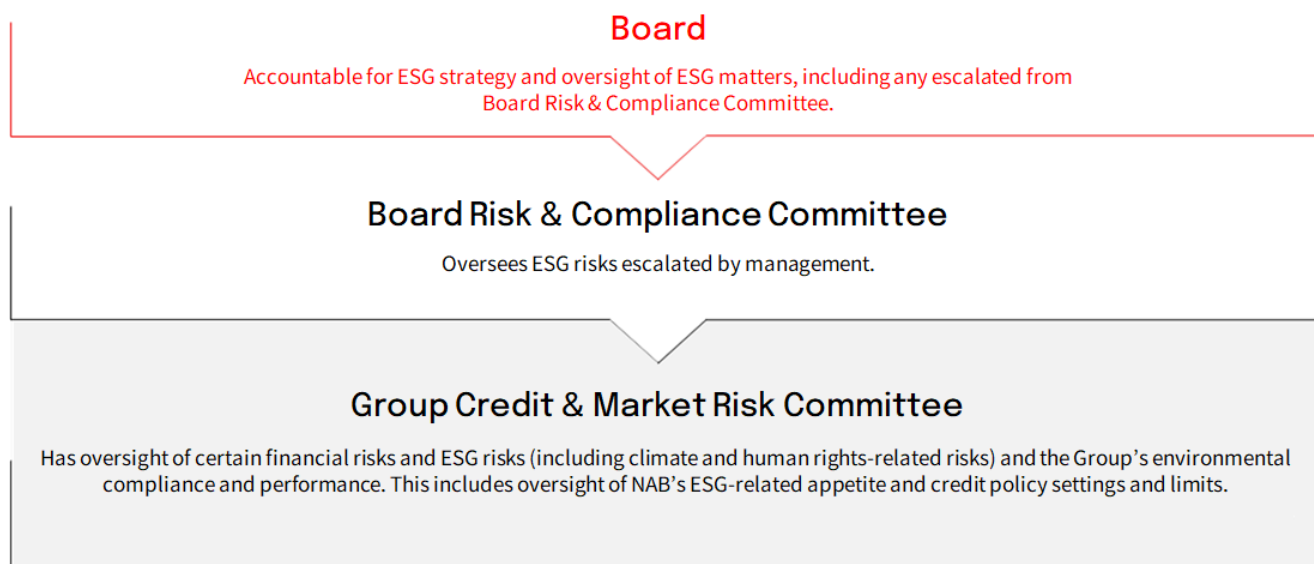 Board
Accountable for ESG strategy and oversight of ESG matters, including any escalated from
Board Risk & Compliance Committee.
Board Risk & Compliance Committee
Oversees ESG risks escalated by management.
Group Credit & Market Risk Committee
Has oversight of certain financial risks and ESG risks (including climate and human rights-related risks) and the Group’s environmental
compliance and performance. This includes oversight of NAB’s ESG-related appetite and credit policy settings and limits.